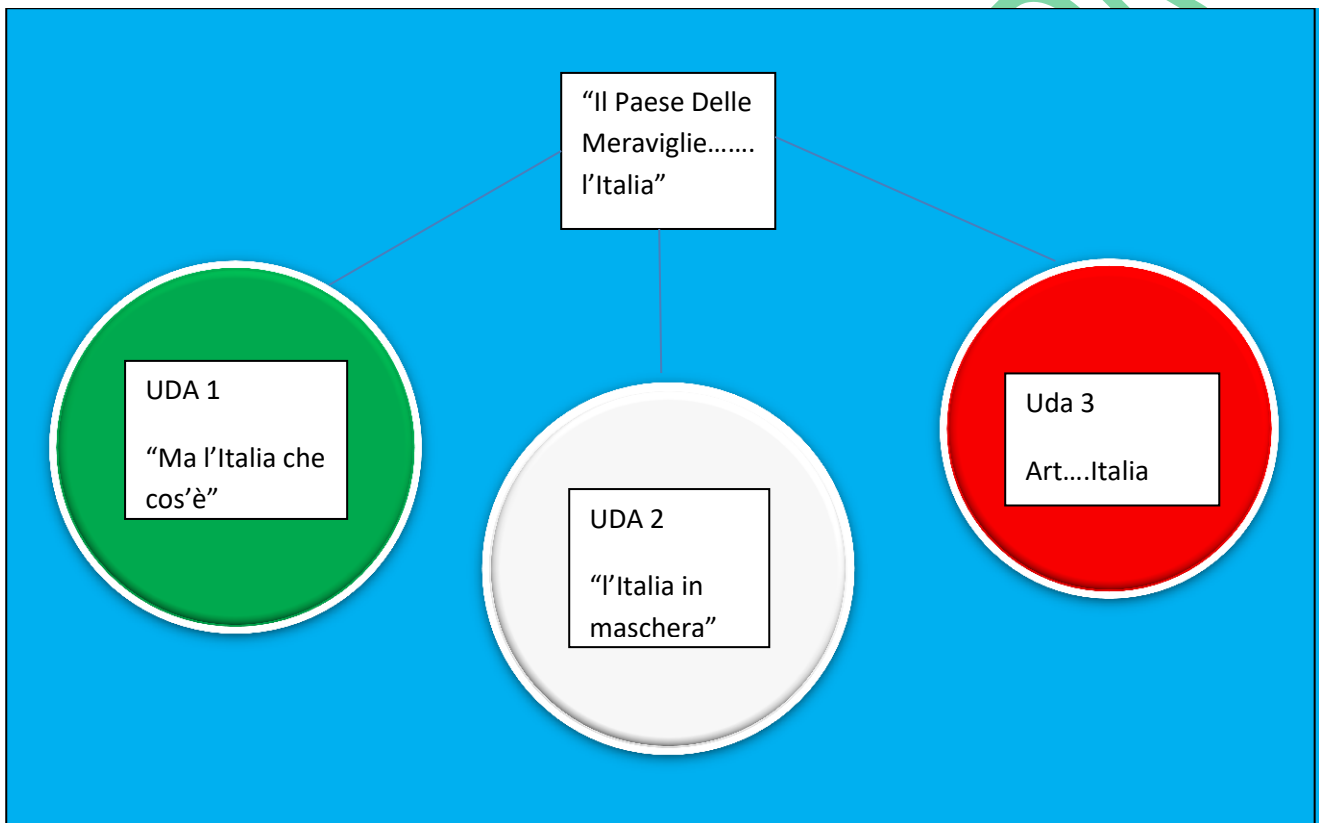 “Il Paese Delle
Meraviglie…….
l’Italia”
UDA 1
“Ma l’Italia che
cos’è”
UDA 2
“l’Italia in
maschera”
Uda 3
Art….Italia